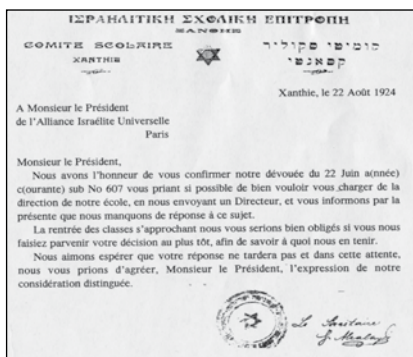 ΙΣΡΑΗΛΙΤΙΚΗ ΣΧΟΛΙΚΗ ΕΠΙΤΡΟΠΗ
ΞΑΝΘΗΣ
COMITE SCOLAIRE
XANTHIE
קומיטי סקוליר
קסאנטי
Xanthie, le 22 Août 1924
A Monsieur le Président
de l'Alliance Israélite Universelle
Paris
Monsieur le Président,
Nous avons l'honneur de vous confirmer notre dévouée du 22 Juin a(nnée)
c(ourante) sub No 607 vous priant si possible de bien vouloir vous charger de la
direction de notre école, en nous envoyant un Directeur, et vous informons par la
présente que nous manquons de réponse à ce sujet.
La rentrée des classes s'approchant nous vous serions bien obligés si vous nous
faisiez parvenir votre décision au plus tôt, afin de savoir à quoi nous en tenir.
Nous aimons espérer que votre réponse ne tardera pas et dans cette attente,
nous vous prions d'agréer, Monsieur le Président, l'expression de notre
considération distinguée.
Le Secrétaire